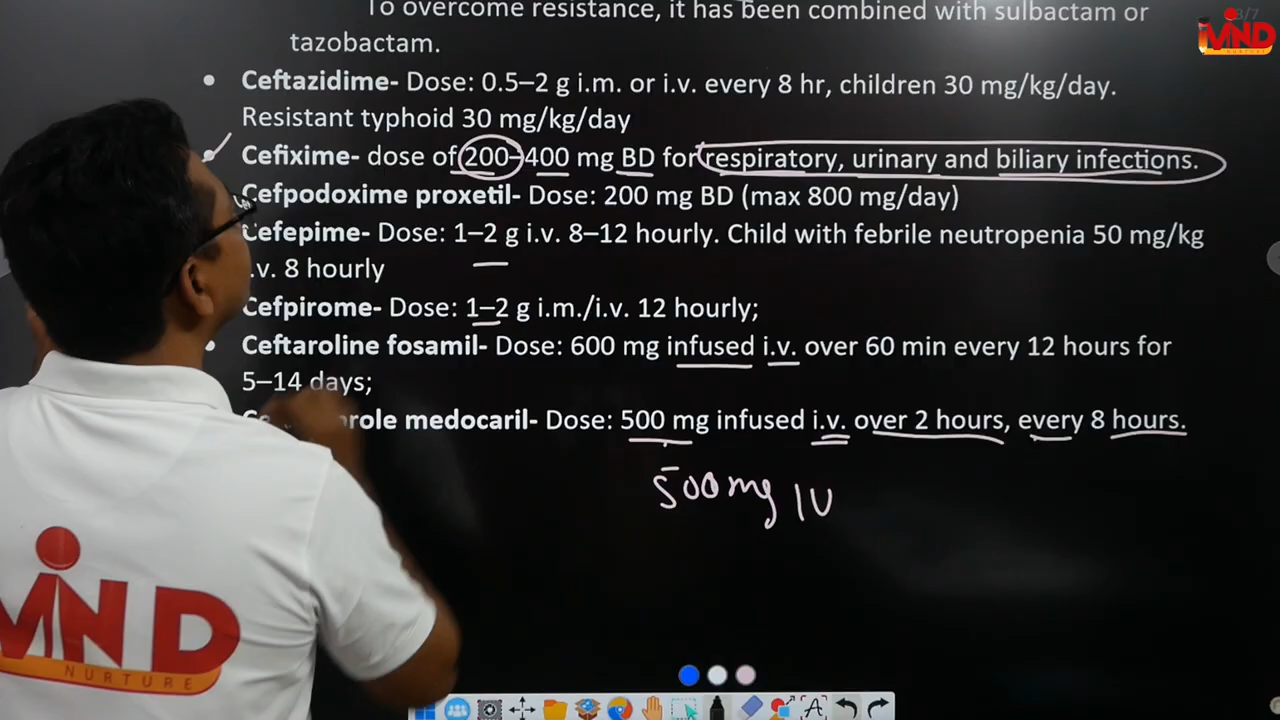 To overcome resistance, it has been combined with sulbactam or
tazobactam.
Ceftazidime- Dose: 0.5–2 g i.m. or i.v. every 8 hr, children 30 mg/kg/day.
Resistant typhoid 30 mg/kg/day
Cefixime- dose of 200–400 mg BD for respiratory, urinary and biliary infections.
Cefpodoxime proxetil- Dose: 200 mg BD (max 800 mg/day)
Cefepime- Dose: 1–2 g i.v. 8–12 hourly. Child with febrile neutropenia 50 mg/kg
.v. 8 hourly
Cefpirome- Dose: 1–2 g i.m./i.v. 12 hourly;
Ceftaroline fosamil- Dose: 600 mg infused i.v. over 60 min every 12 hours for
5–14 days;
medocaril- Dose: 500 mg infused i.v. over 2 hours, every 8 hours.
500mg IV
MND
NURTURE
MND
NURTURE